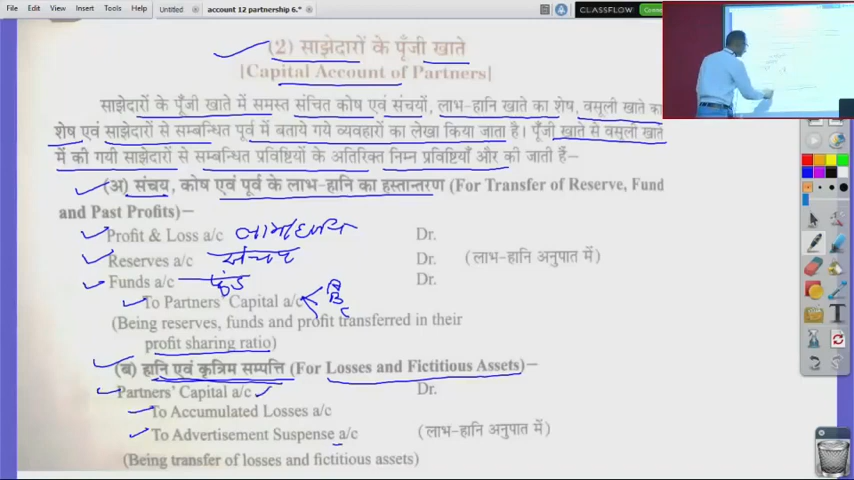 File Edit View Insert Tools Help
Untitled account 12 partnership 6.*
CLASSFLOW
(2) साझेदारों के पूँजी खाते
[Capital Account of Partners]
साझेदारों के पूँजी खाते में समस्त संचित कोष एवं संचयों, लाभ-हानि खाते का शेष, वसूली खाते का
शेष एवं साझेदारों से सम्बन्धित पूर्व में बताये गये व्यवहारों का लेखा किया जाता है। पूँजी खाते से वसूली खाते
में की गयी साझेदारों से सम्बन्धित प्रविष्टियों के अतिरिक्त निम्न प्रविष्टियाँ और की जाती हैं–
(अ) संचय, कोष एवं पूर्व के लाभ-हानि का हस्तान्तरण (For Transfer of Reserve, Fund
and Past Profits)–
Profit & Loss a/c लाभ/हानि Dr.
Reserves a/c संचय Dr. (लाभ-हानि अनुपात में)
Funds a/c फंड Dr.
To Partners' Capital a/c A B C
(Being reserves, funds and profit transferred in their
profit sharing ratio)
(ब) हानि एवं कृत्रिम सम्पत्ति (For Losses and Fictitious Assets)–
Partners' Capital a/c Dr.
To Accumulated Losses a/c
To Advertisement Suspense a/c (लाभ-हानि अनुपात में)
(Being transfer of losses and fictitious assets)